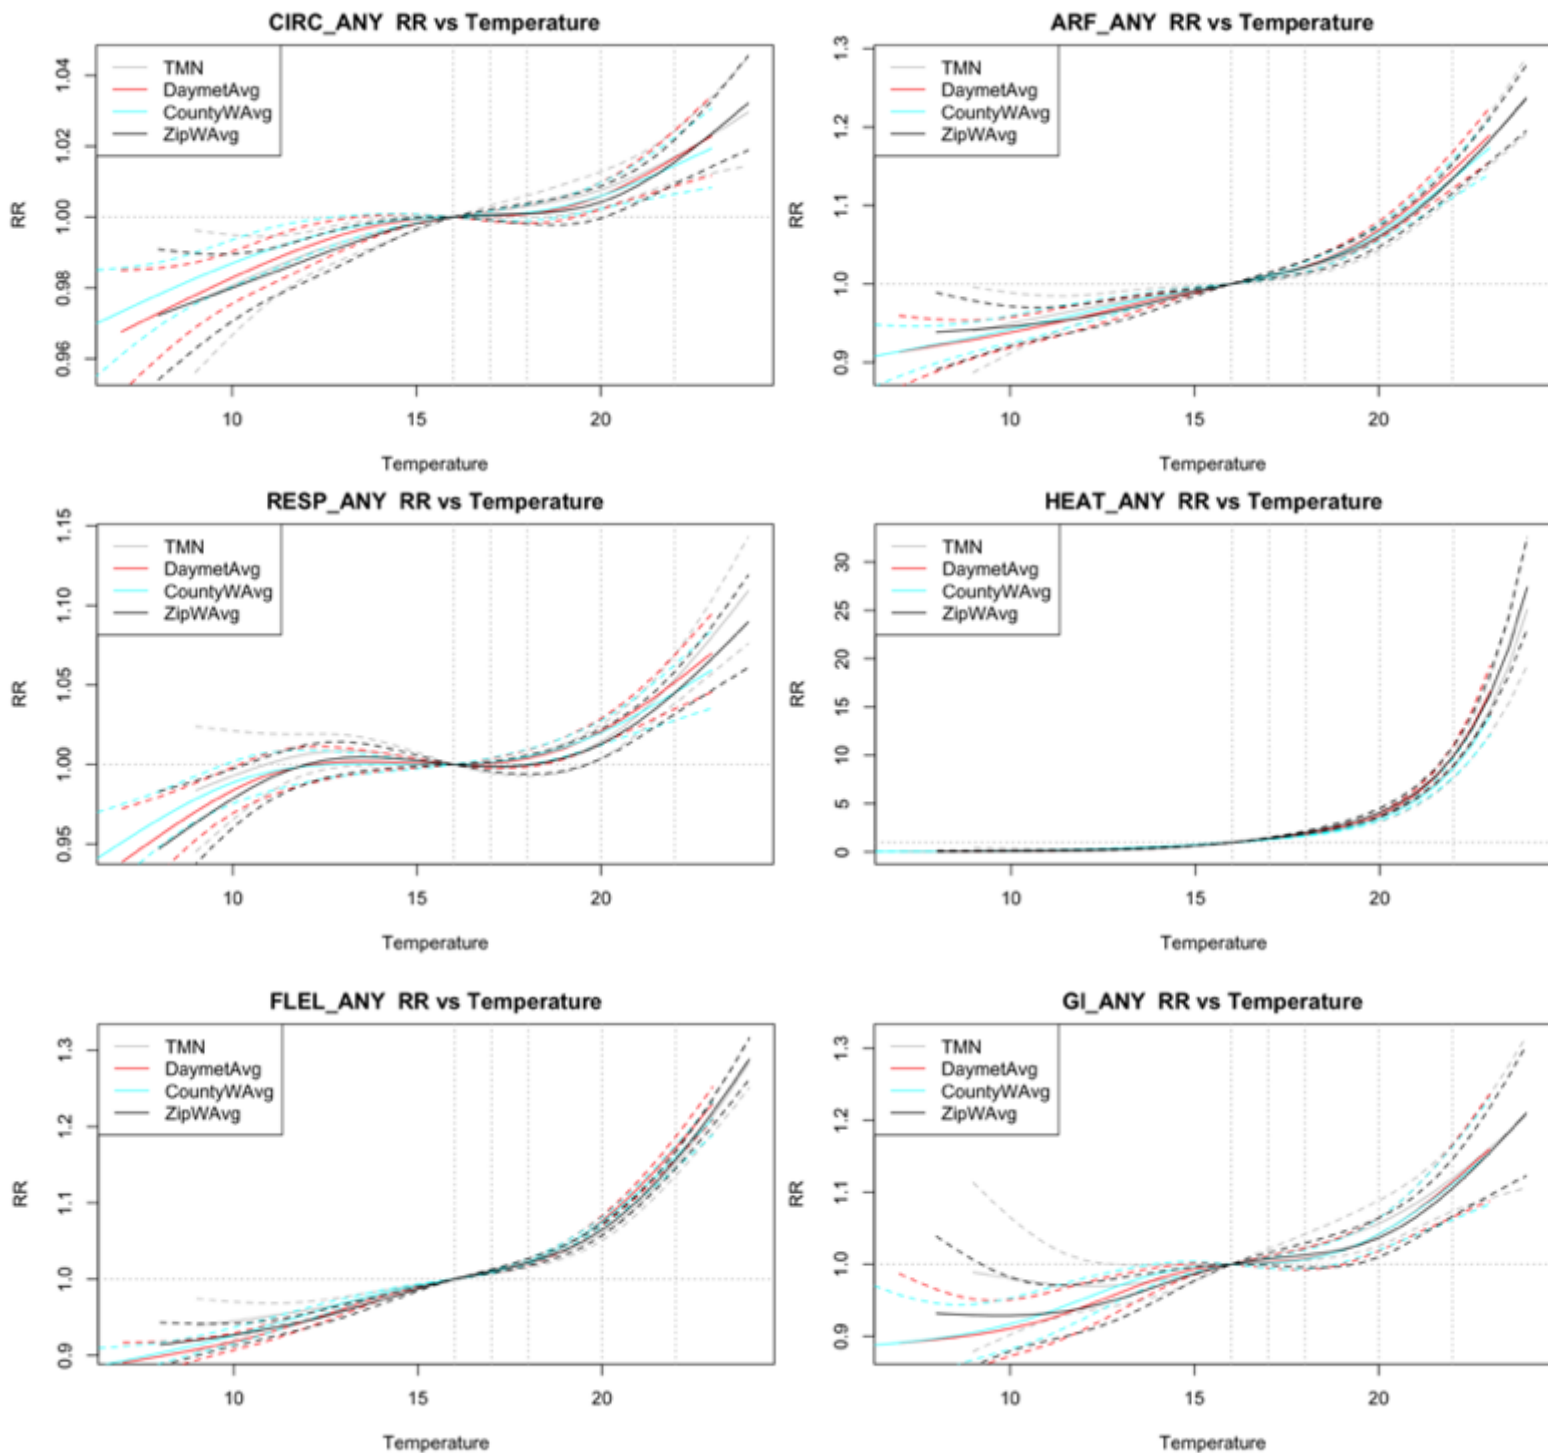 CIRC_ANY RR vs Temperature
TMN
DaymetAvg
CountyWAvg
ZipWAvg
RR
1.04
1.02
1.00
0.98
0.96
10 15 20
Temperature
ARF_ANY RR vs Temperature
TMN
DaymetAvg
CountyWAvg
ZipWAvg
RR
1.3
1.2
1.1
1.0
0.9
10 15 20
Temperature
RESP_ANY RR vs Temperature
TMN
DaymetAvg
CountyWAvg
ZipWAvg
RR
1.15
1.10
1.05
1.00
0.95
10 15 20
Temperature
HEAT_ANY RR vs Temperature
TMN
DaymetAvg
CountyWAvg
ZipWAvg
RR
30
25
20
15
10
5
0
10 15 20
Temperature
FLEL_ANY RR vs Temperature
TMN
DaymetAvg
CountyWAvg
ZipWAvg
RR
1.3
1.2
1.1
1.0
0.9
10 15 20
Temperature
GI_ANY RR vs Temperature
TMN
DaymetAvg
CountyWAvg
ZipWAvg
RR
1.3
1.2
1.1
1.0
0.9
10 15 20
Temperature